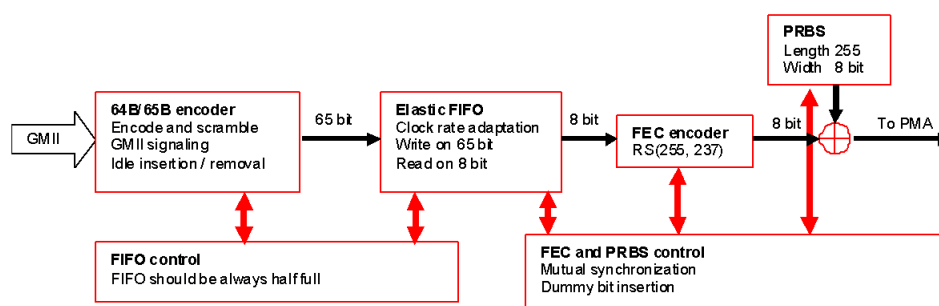 PRBS
Length 255
Width 8 bit
64B/65B encoder
Encode and scramble
GMII signaling
Idle insertion / removal
GMII
65 bit
Elastic FIFO
Clock rate adaptation
Write on 65 bit
Read on 8 bit
8 bit
FEC encoder
RS(255, 237)
8 bit
To PMA
FIFO control
FIFO should be always half full
FEC and PRBS control
Mutual synchronization
Dummy bit insertion